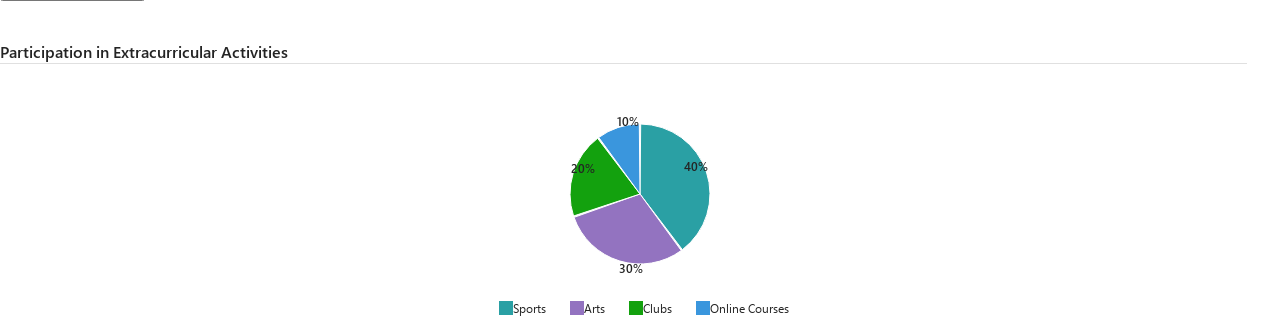 Participation in Extracurricular Activities
10%
40%
20%
30%
Sports Arts Clubs Online Courses